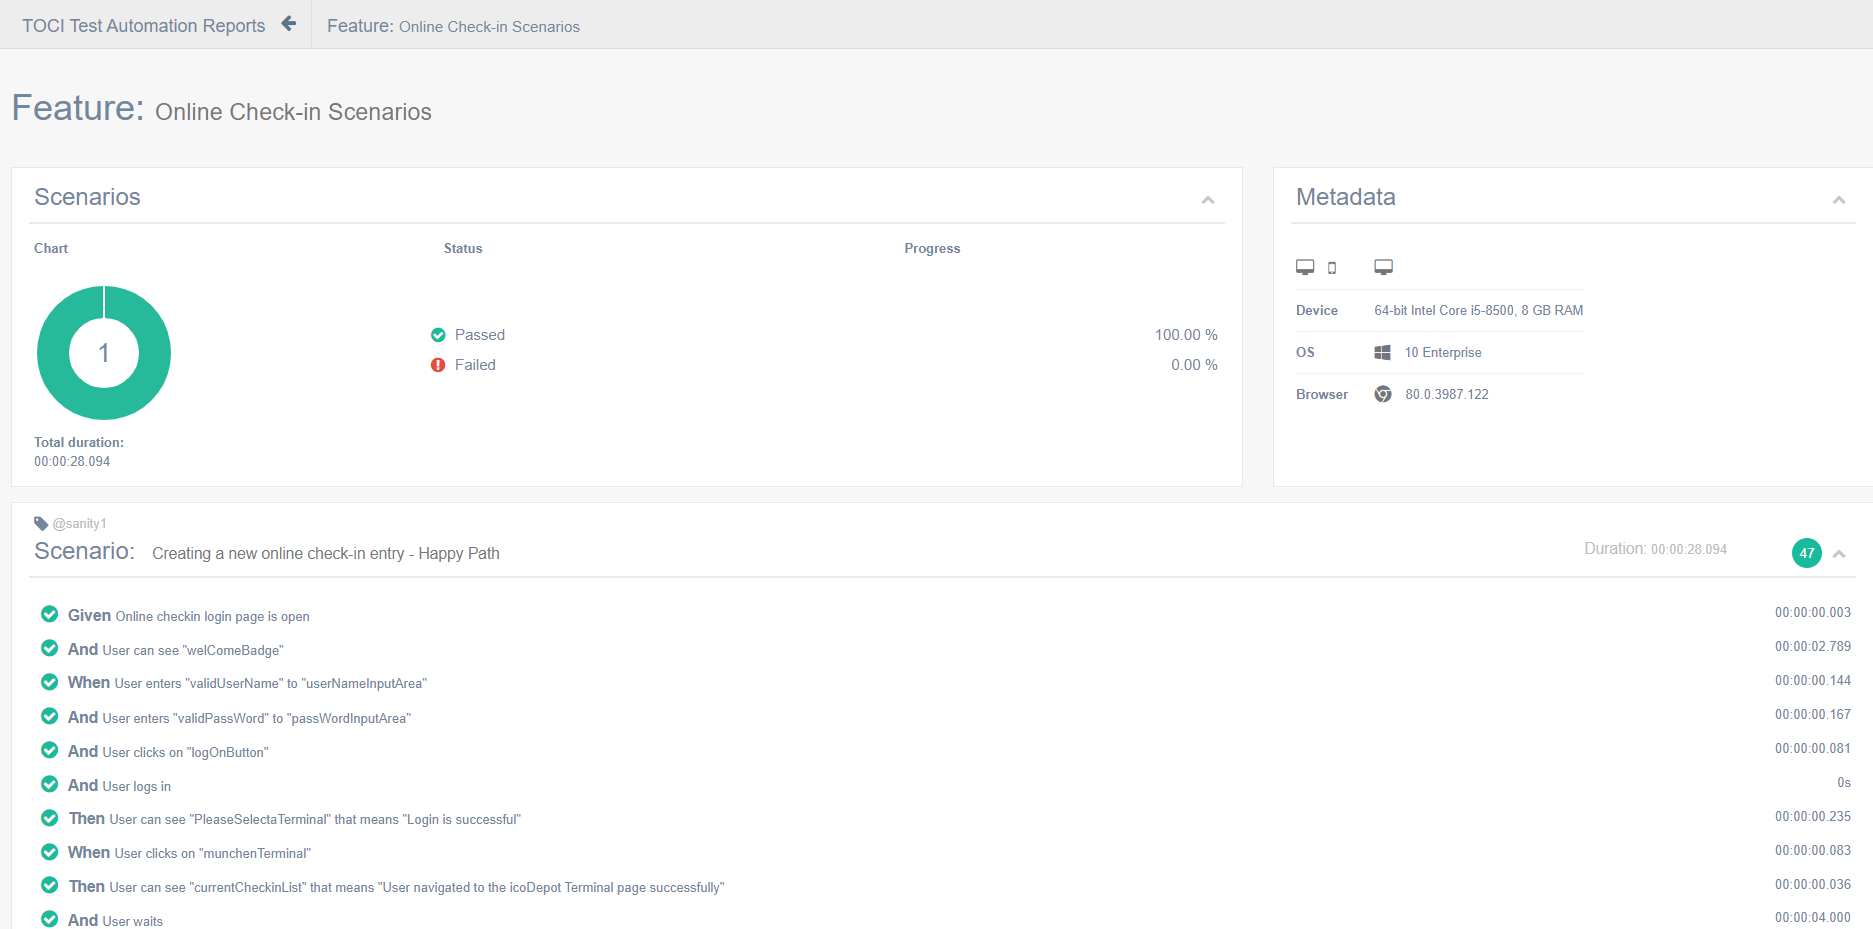 TOCI Test Automation Reports
Feature: Online Check-in Scenarios
Feature: Online Check-in Scenarios
Scenarios
Chart Status Progress
1
Passed 100.00 %
Failed 0.00 %
Total duration:
00:00:28.094
Metadata
Device 64-bit Intel Core i5-8500, 8 GB RAM
OS 10 Enterprise
Browser 80.0.3987.122
@sanity1
Scenario: Creating a new online check-in entry - Happy Path Duration: 00:00:28.094 47
Given Online checkin login page is open 00:00:00.003
And User can see "welComeBadge" 00:00:02.789
When User enters "validUserName" to "userNameInputArea" 00:00:00.144
And User enters "validPassWord" to "passWordInputArea" 00:00:00.167
And User clicks on "logOnButton" 00:00:00.081
And User logs in 0s
Then User can see "PleaseSelectaTerminal" that means "Login is successful" 00:00:00.235
When User clicks on "munchenTerminal" 00:00:00.083
Then User can see "currentCheckinList" that means "User navigated to the icoDepot Terminal page successfully" 00:00:00.036
And User waits 00:00:04.000